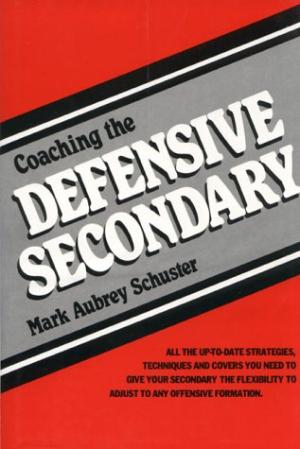 Coaching the
DEFENSIVE
SECONDARY
Mark Aubrey Schuster
ALL THE UP-TO-DATE STRATEGIES,
TECHNIQUES AND COVERS YOU NEED TO
GIVE YOUR SECONDARY THE FLEXIBILITY TO
ADJUST TO ANY OFFENSIVE FORMATION.